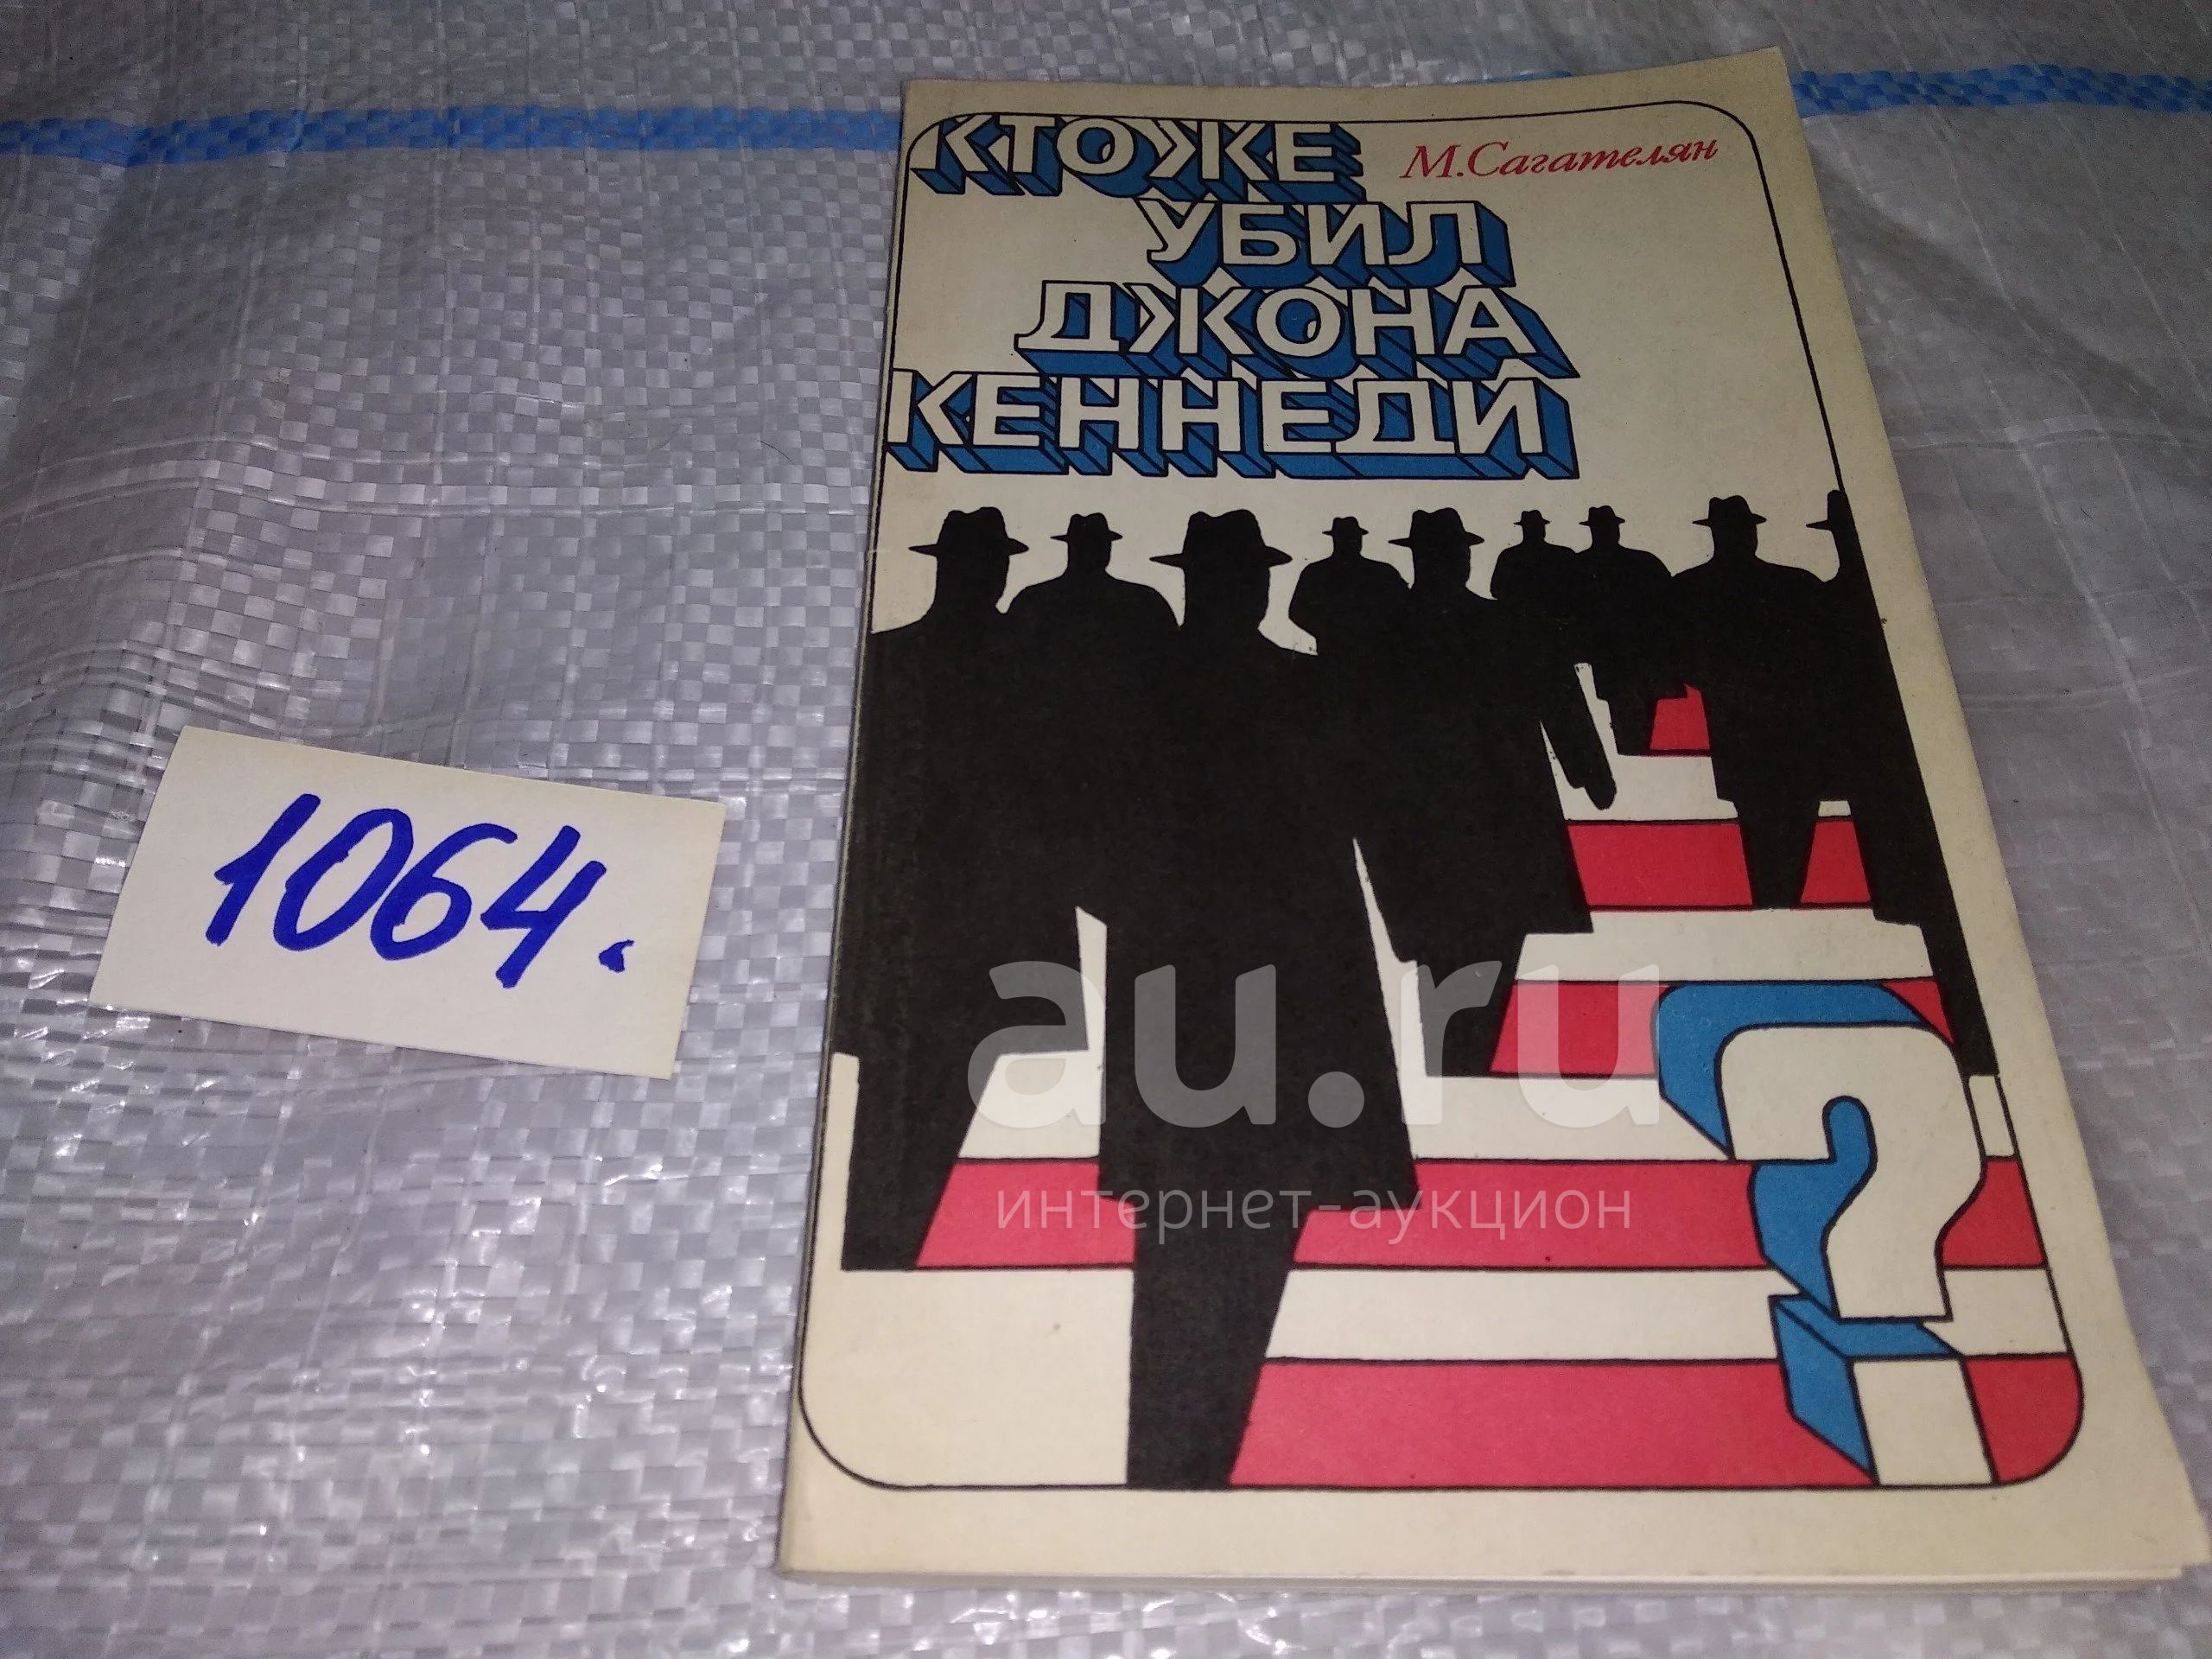 КТО ЖЕ
М. Сагателян
УБИЛ
ДЖОНА
КЕННЕДИ
?
1064.
au.ru
интернет-аукцион